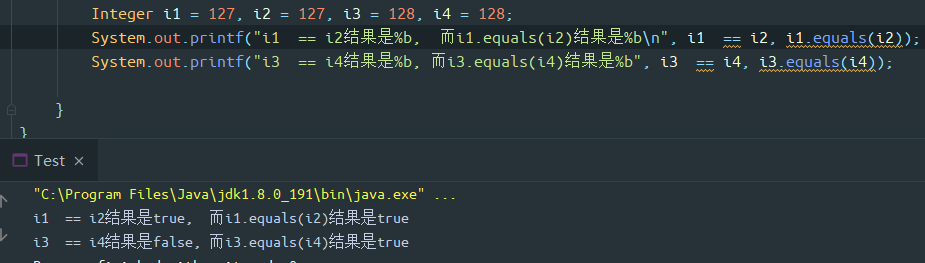 Integer i1 = 127, i2 = 127, i3 = 128, i4 = 128;
System.out.printf("i1  == i2结果是%b,  而i1.equals(i2)结果是%b\n", i1  == i2, i1.equals(i2));
System.out.printf("i3  == i4结果是%b, 而i3.equals(i4)结果是%b", i3  == i4, i3.equals(i4));
}
}
Test ×
"C:\Program Files\Java\jdk1.8.0_191\bin\java.exe" ...
i1  == i2结果是true,  而i1.equals(i2)结果是true
i3  == i4结果是false, 而i3.equals(i4)结果是true